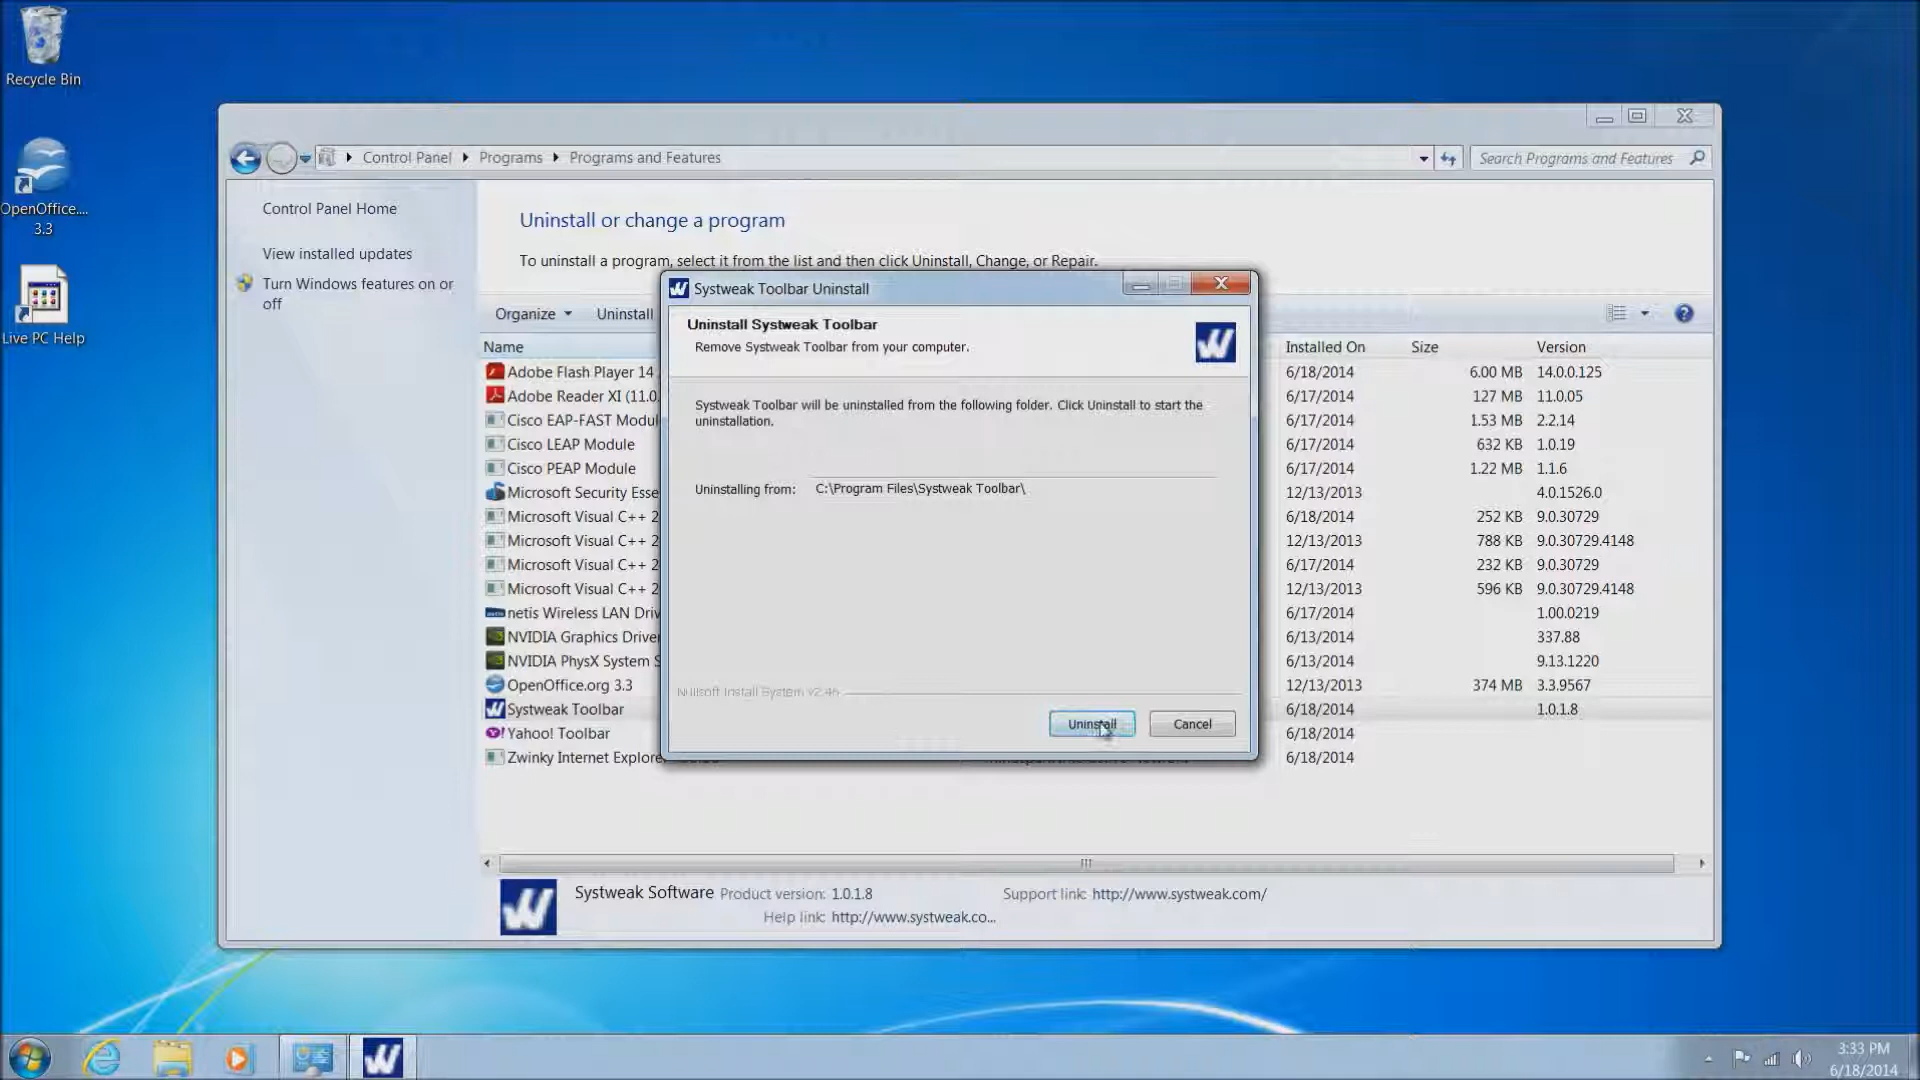 Recycle Bin
OpenOffice....
3.3
Live PC Help
Control Panel
Programs
Programs and Features
Search Programs and Features
Control Panel Home
View installed updates
Turn Windows features on or
off
Uninstall or change a program
To uninstall a program, select it from the list and then click Uninstall, Change, or Repair.
Organize
Uninstall
Name
Installed On
Size
Version
Adobe Flash Player 14
6/18/2014
6.00 MB
14.0.0.125
Adobe Reader XI (11.0.
6/17/2014
127 MB
11.0.05
Cisco EAP-FAST Modul
6/17/2014
1.53 MB
2.2.14
Cisco LEAP Module
6/17/2014
632 KB
1.0.19
Cisco PEAP Module
6/17/2014
1.22 MB
1.1.6
Microsoft Security Esse
12/13/2013
4.0.1526.0
Microsoft Visual C++ 2
6/18/2014
252 KB
9.0.30729
Microsoft Visual C++ 2
12/13/2013
788 KB
9.0.30729.4148
Microsoft Visual C++ 2
6/17/2014
232 KB
9.0.30729
Microsoft Visual C++ 2
12/13/2013
596 KB
9.0.30729.4148
netis Wireless LAN Driv
6/17/2014
1.00.0219
NVIDIA Graphics Driver
6/13/2014
337.88
NVIDIA PhysX System S
6/13/2014
9.13.1220
OpenOffice.org 3.3
12/13/2013
374 MB
3.3.9567
Systweak Toolbar
6/18/2014
1.0.1.8
Yahoo! Toolbar
6/18/2014
Zwinky Internet Explorer
6/18/2014
Systweak Toolbar Uninstall
Uninstall Systweak Toolbar
Remove Systweak Toolbar from your computer.
Systweak Toolbar will be uninstalled from the following folder. Click Uninstall to start the
uninstallation.
Uninstalling from:
C:\Program Files\Systweak Toolbar\
Nullsoft Install System v2.46
Uninstall
Cancel
Systweak Software
Product version: 1.0.1.8
Support link: http://www.systweak.com/
Help link: http://www.systweak.co...
3:33 PM
6/18/2014